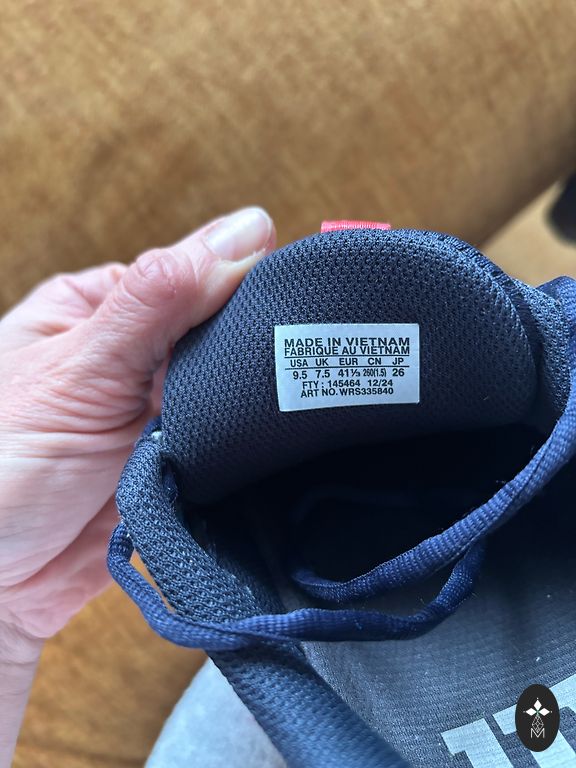 MADE IN VIETNAM
FABRIQUE AU VIETNAM
USA UK EUR CN JP
9.5 7.5 41⅓ 260(1.5) 26
FTY : 145464 12/24
ART NO. WRS335840